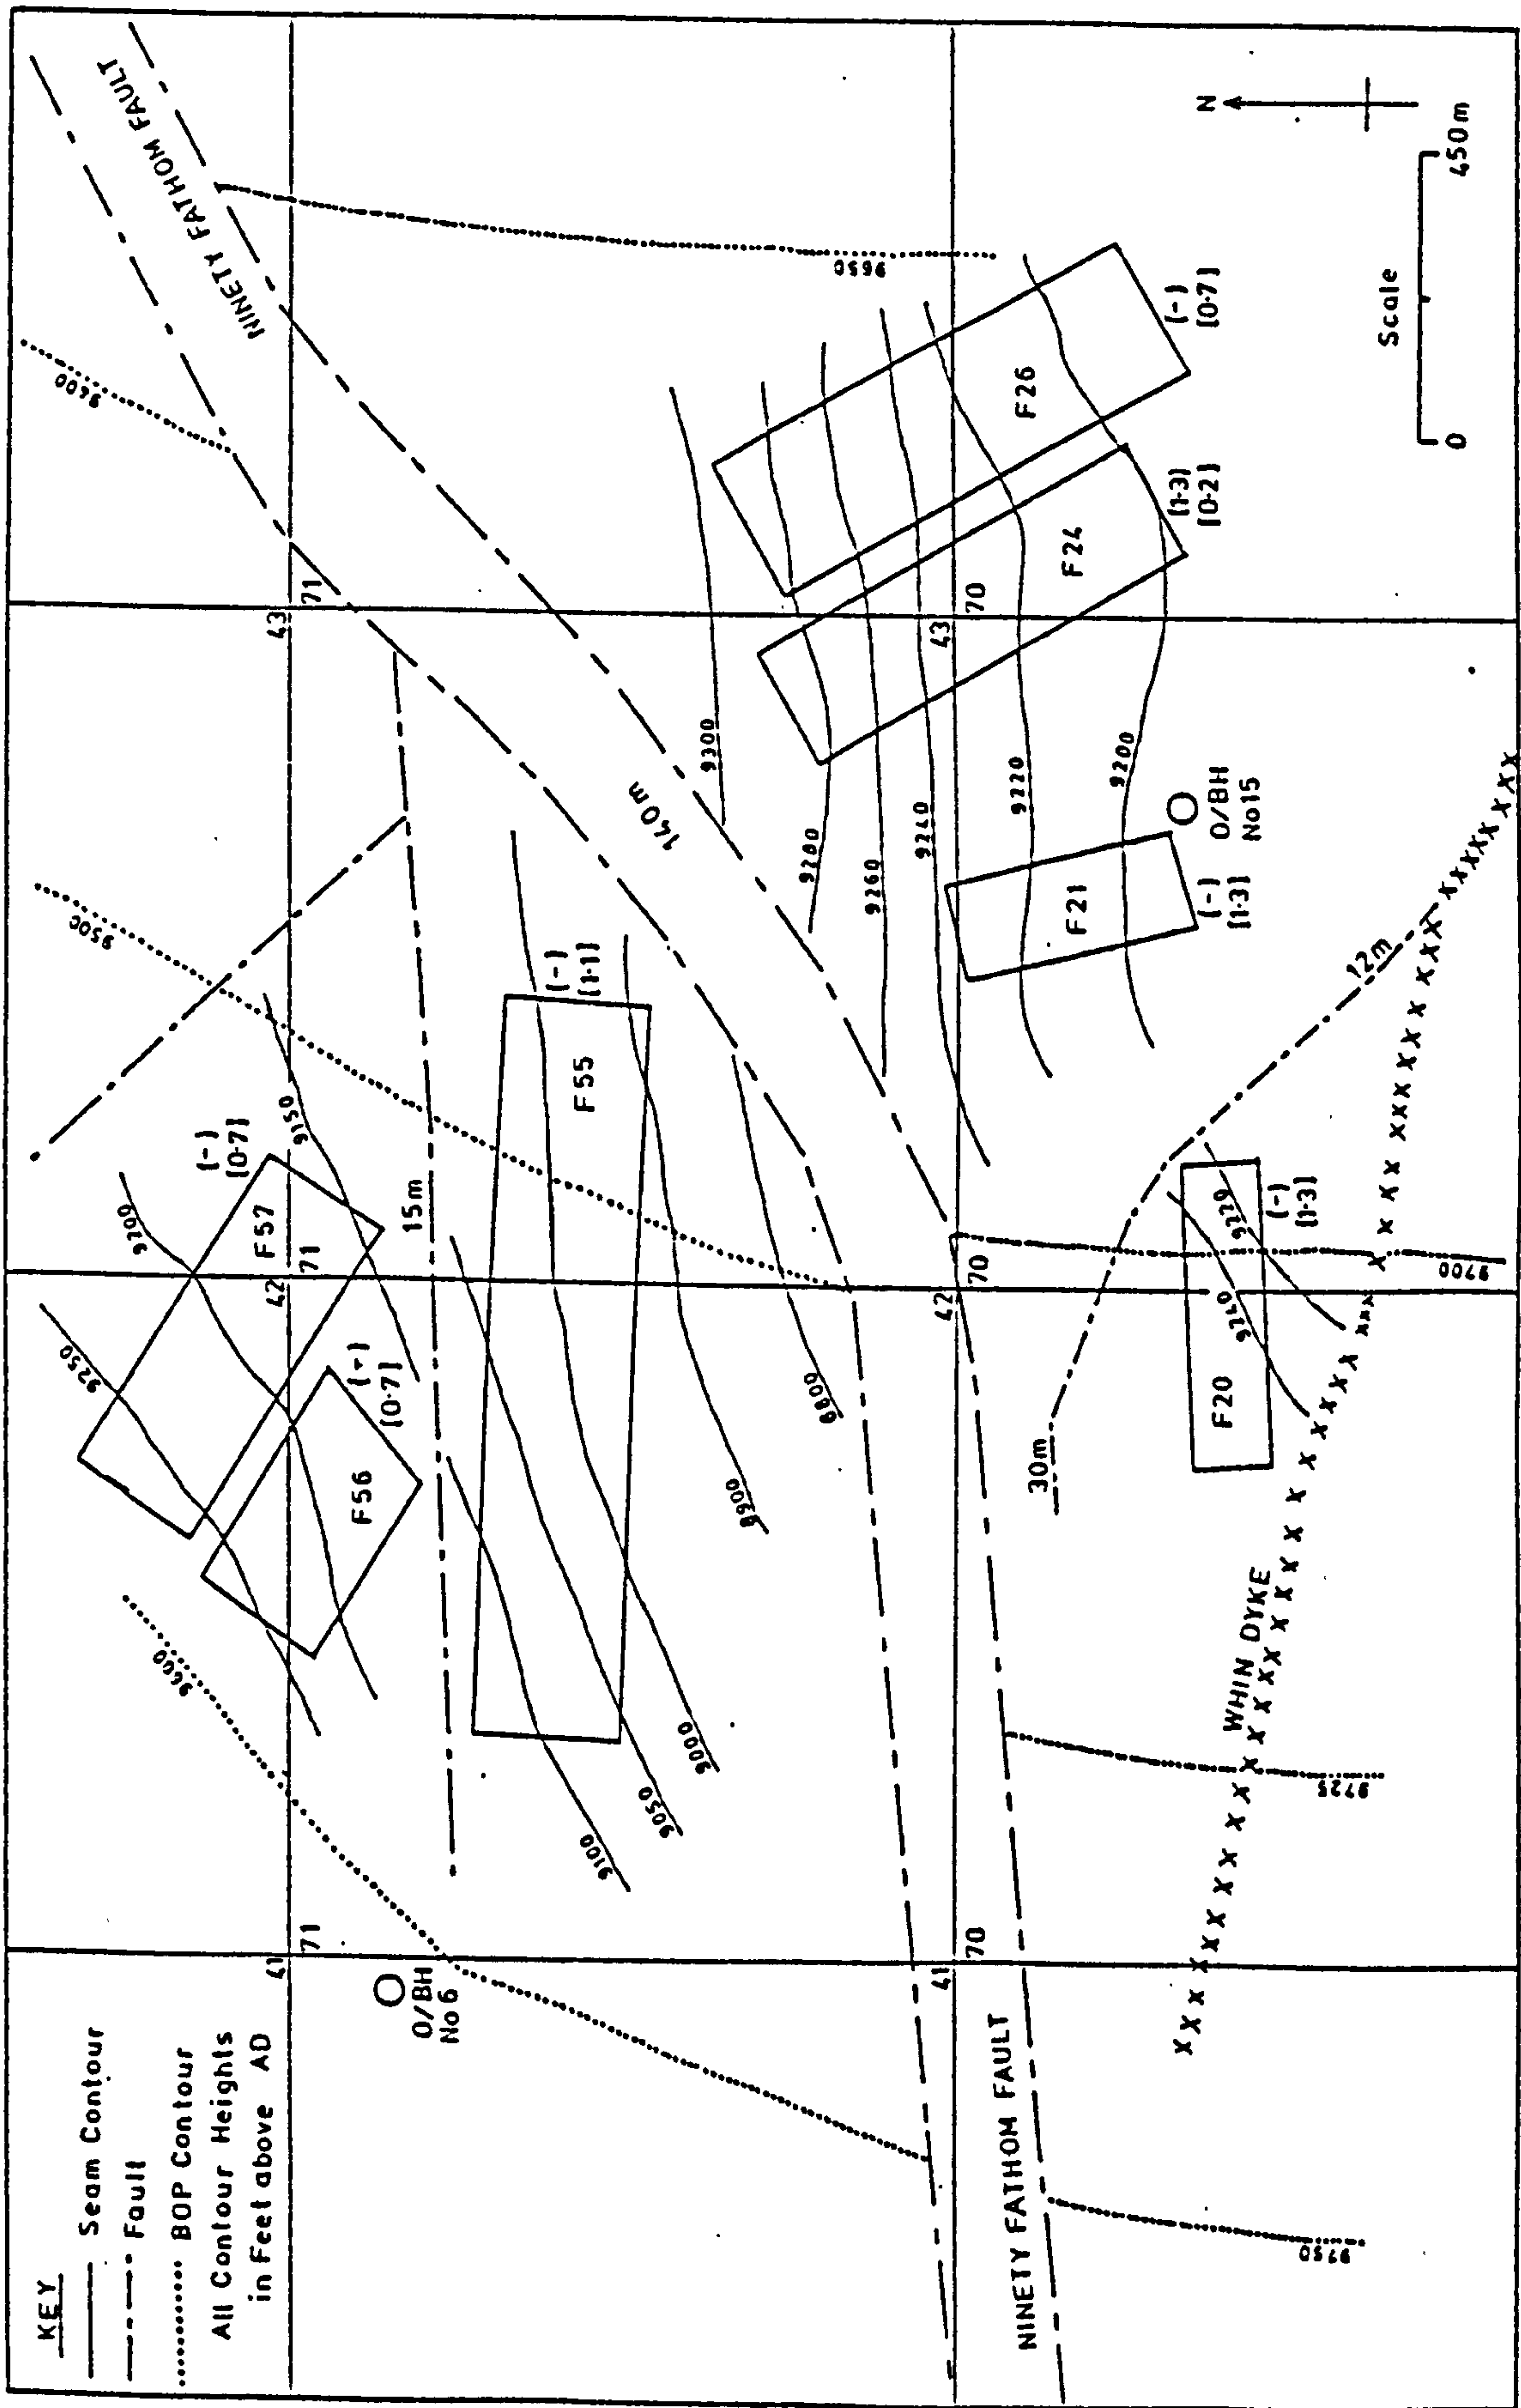 KEY
Seam Contour
Fault
BOP Contour
All Contour Heights
in Feet above AD
NINETY FATHOM FAULT
9600
9500
9600
9650
43
71
42
71
41
71
9250
9200
9150
F57
(-)
[0·7]
F56
(-)
[0·7]
15m
F55
(-)
[1·1]
9100
9050
9000
8900
8800
O/BH
No 6
140m
9300
9280
9260
9240
9220
9200
F26
(-)
[0·7]
F24
[1·3]
[0·2]
F21
(-)
[1·3]
O/BH
No15
43
70
42
70
41
70
NINETY FATHOM FAULT
30m
12m
F20
9240
9220
(-)
[1·3]
WHIN DYKE
9700
9725
9750
N
Scale
0
450m